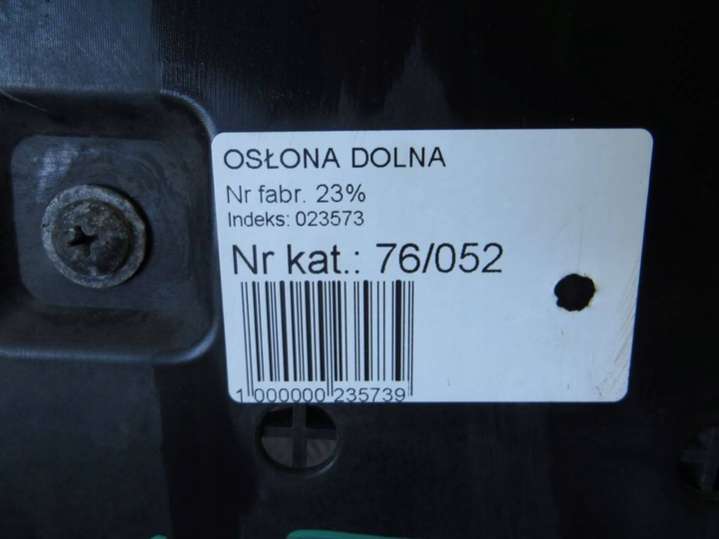 OSŁONA DOLNA
Nr fabr. 23%
Indeks: 023573
Nr kat.: 76/052
1 000000 235739